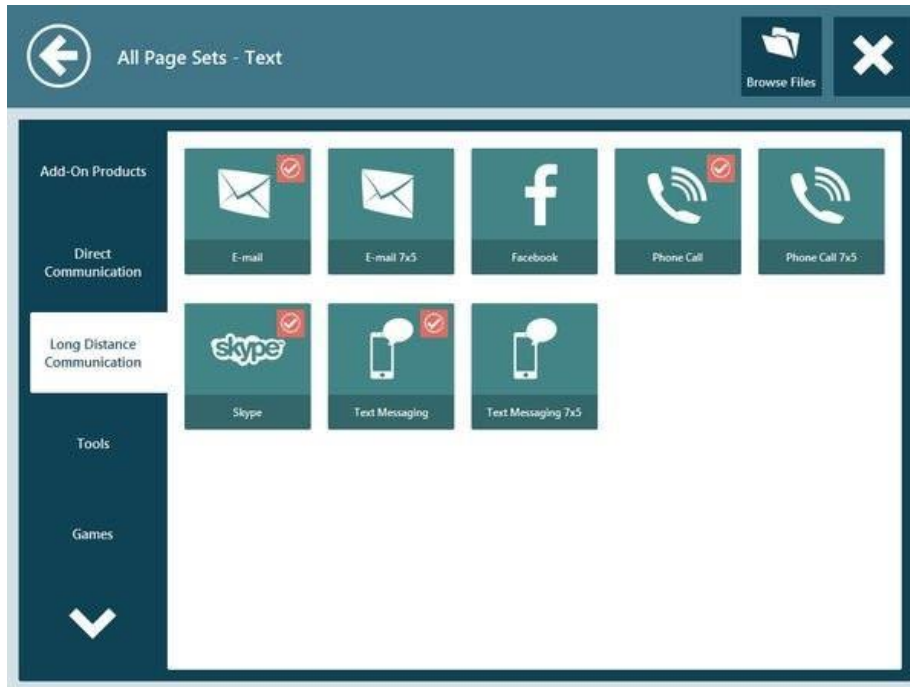 All Page Sets - Text
Browse Files
Add-On Products
Direct
Communication
Long Distance
Communication
Tools
Games
E-mail
E-mail 7x5
f
Facebook
Phone Call
Phone Call 7x5
skype
Skype
Text Messaging
Text Messaging 7x5